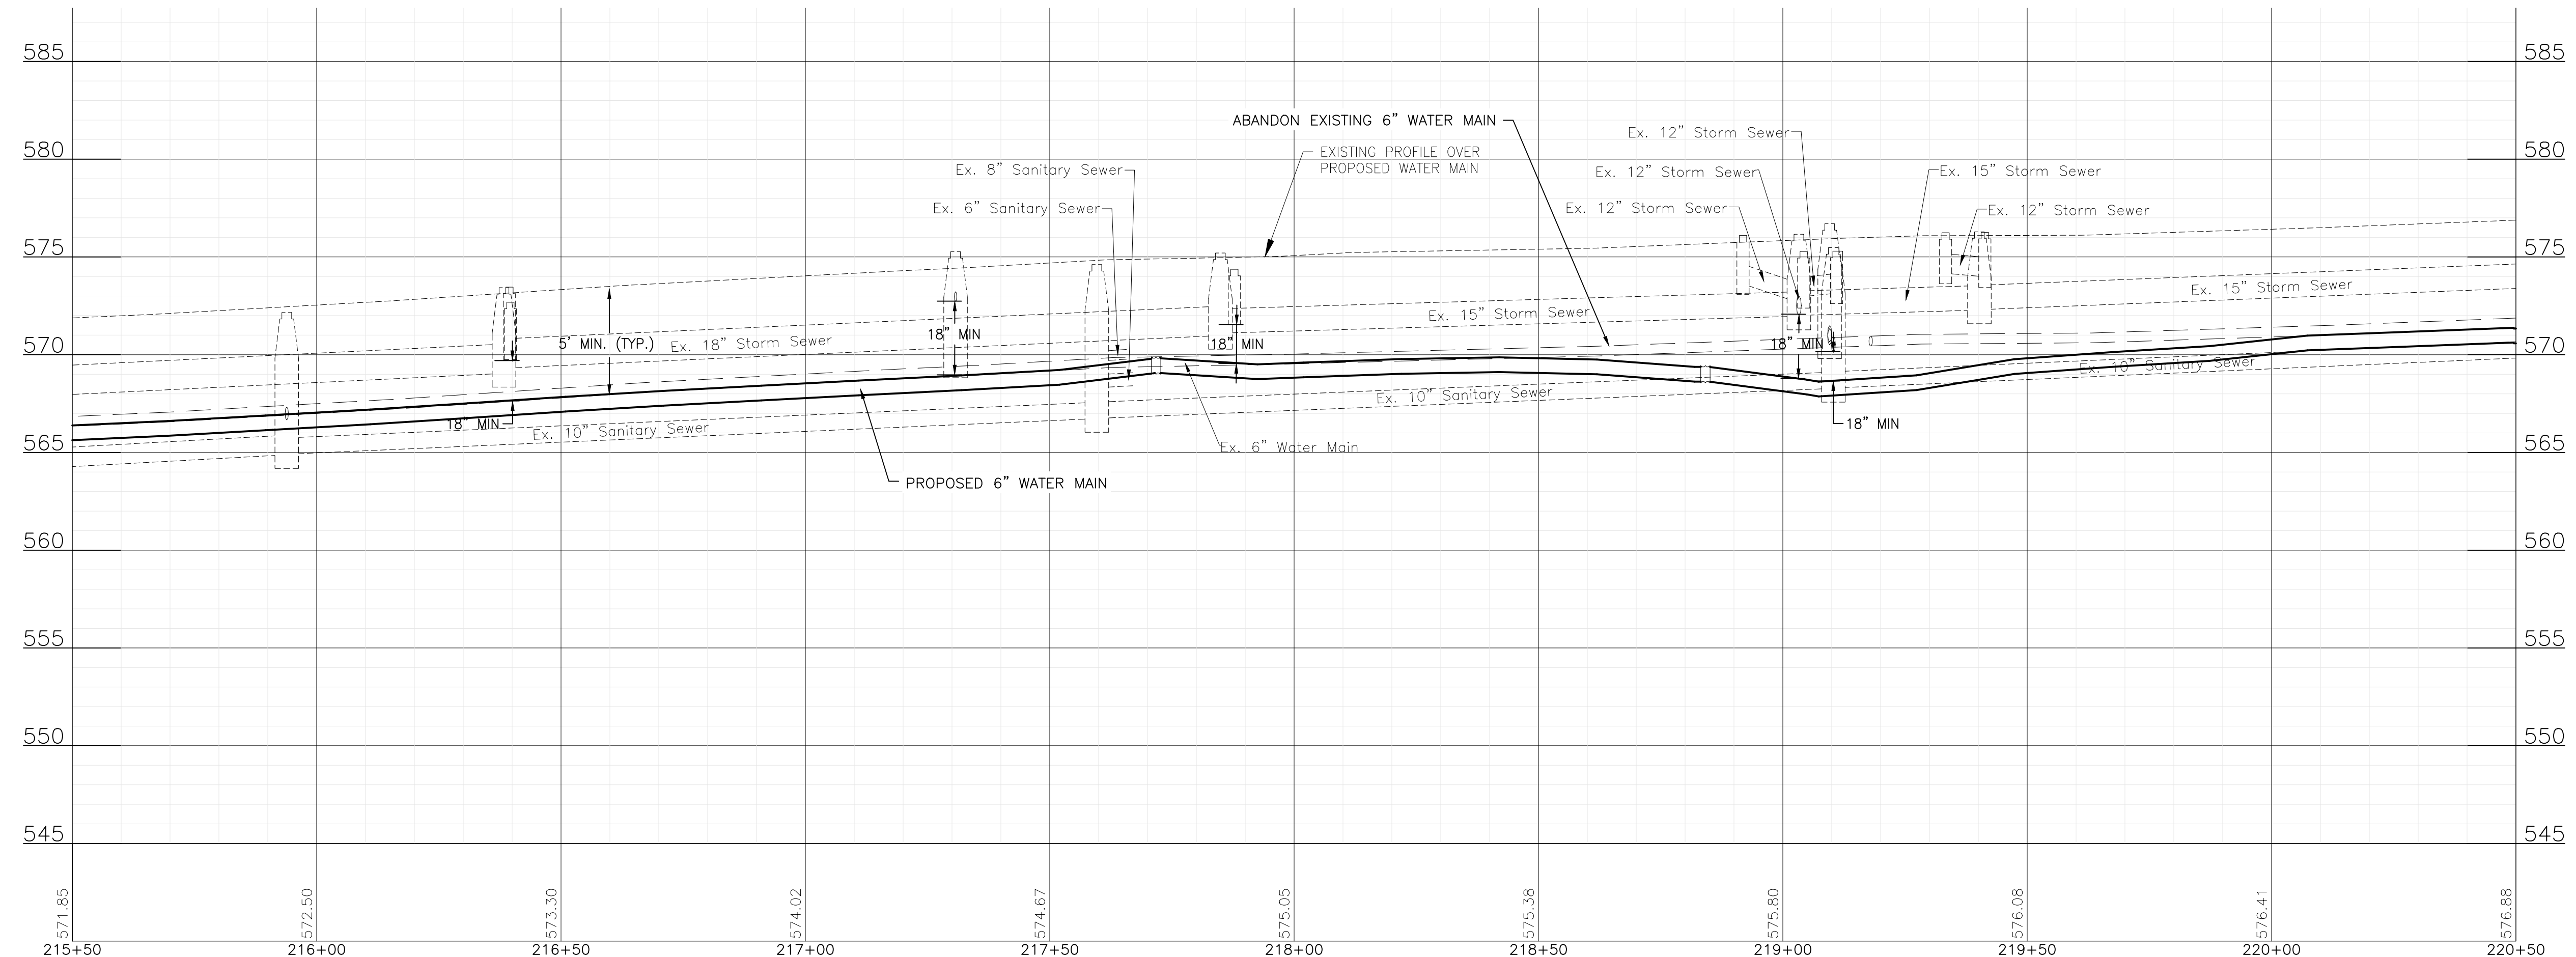 585
585
580
580
575
575
570
570
565
565
560
560
555
555
550
550
545
545
ABANDON EXISTING 6” WATER MAIN
EXISTING PROFILE OVER
PROPOSED WATER MAIN
Ex. 8” Sanitary Sewer
Ex. 6” Sanitary Sewer
Ex. 12” Storm Sewer
Ex. 12” Storm Sewer
Ex. 12” Storm Sewer
Ex. 15” Storm Sewer
Ex. 12” Storm Sewer
5’ MIN. (TYP.)
Ex. 18” Storm Sewer
18” MIN
18” MIN
Ex. 15” Storm Sewer
18” MIN
Ex. 15” Storm Sewer
18” MIN
Ex. 10” Sanitary Sewer
PROPOSED 6” WATER MAIN
Ex. 6” Water Main
Ex. 10” Sanitary Sewer
18” MIN
Ex. 10” Sanitary Sewer
571.85
572.50
573.30
574.02
574.67
575.05
575.38
575.80
576.08
576.41
576.88
215+50
216+00
216+50
217+00
217+50
218+00
218+50
219+00
219+50
220+00
220+50